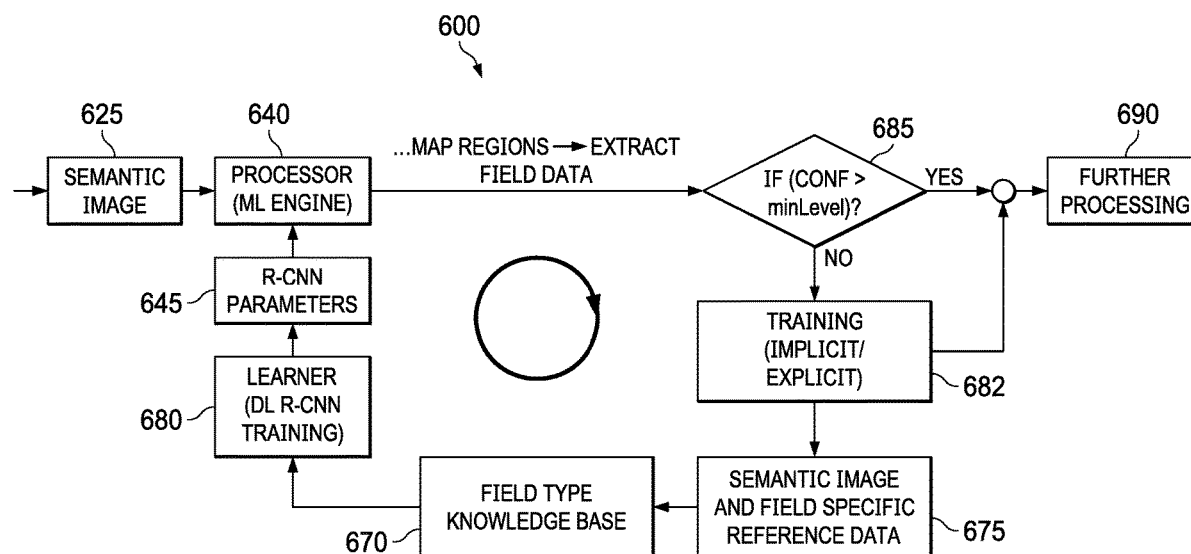 600
625
SEMANTIC
IMAGE
640
PROCESSOR
(ML ENGINE)
...MAP REGIONS → EXTRACT
FIELD DATA
685
IF (CONF >
minLevel)?
YES
NO
690
FURTHER
PROCESSING
645
R-CNN
PARAMETERS
TRAINING
(IMPLICIT/
EXPLICIT)
682
680
LEARNER
(DL R-CNN
TRAINING)
670
FIELD TYPE
KNOWLEDGE BASE
SEMANTIC IMAGE
AND FIELD SPECIFIC
REFERENCE DATA
675